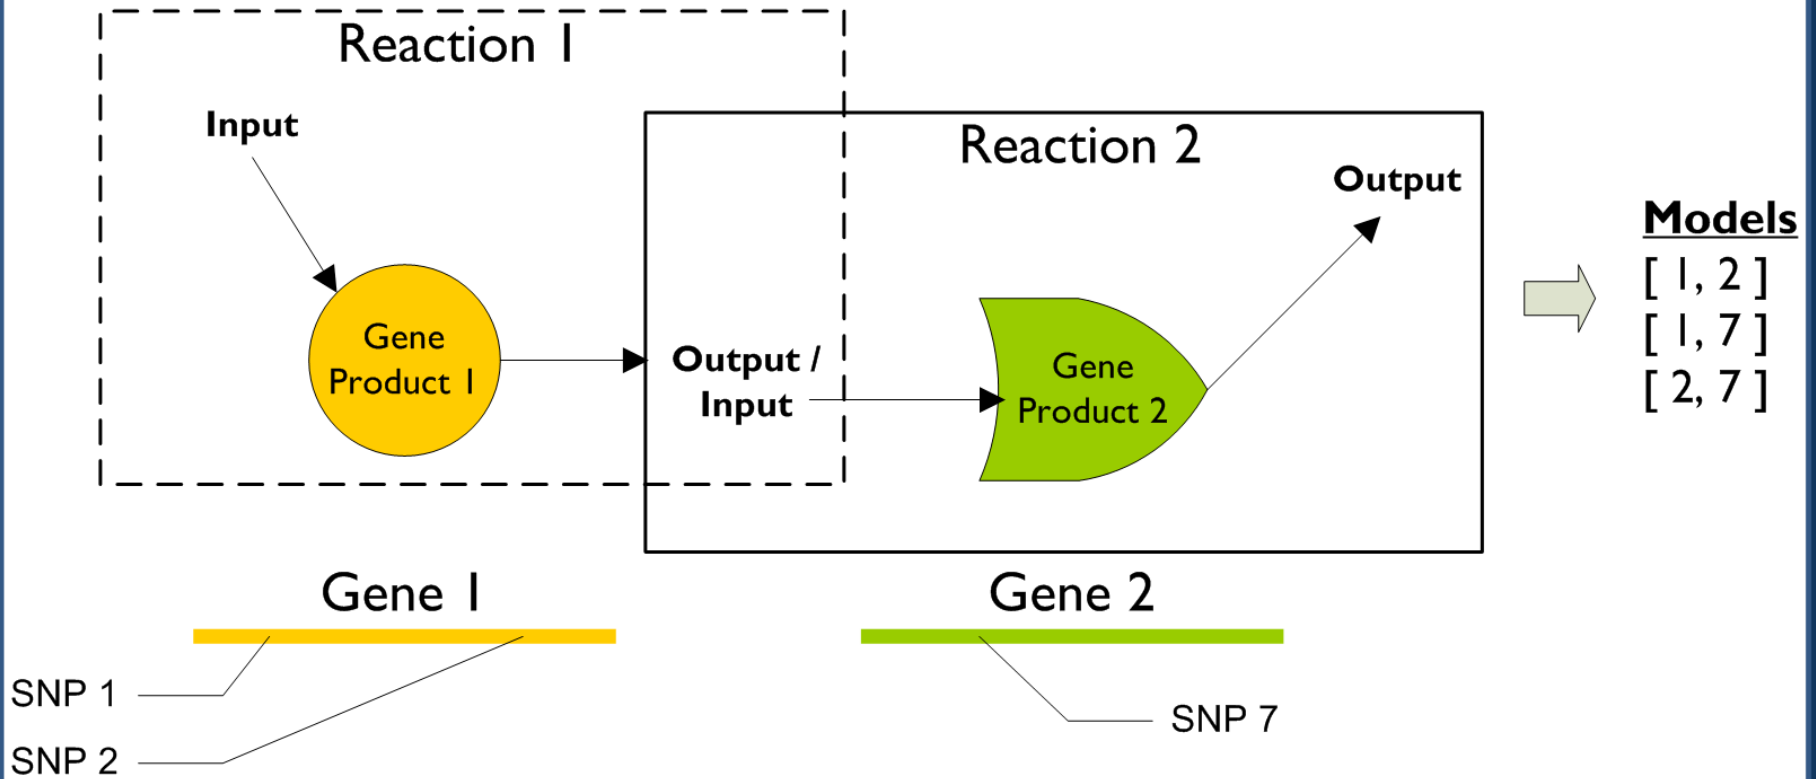 Reaction 1
Input
Reaction 2
Output
Gene
Product 1
Output /
Input
Gene
Product 2
Models
[ 1, 2 ]
[ 1, 7 ]
[ 2, 7 ]
Gene 1
Gene 2
SNP 1
SNP 2
SNP 7